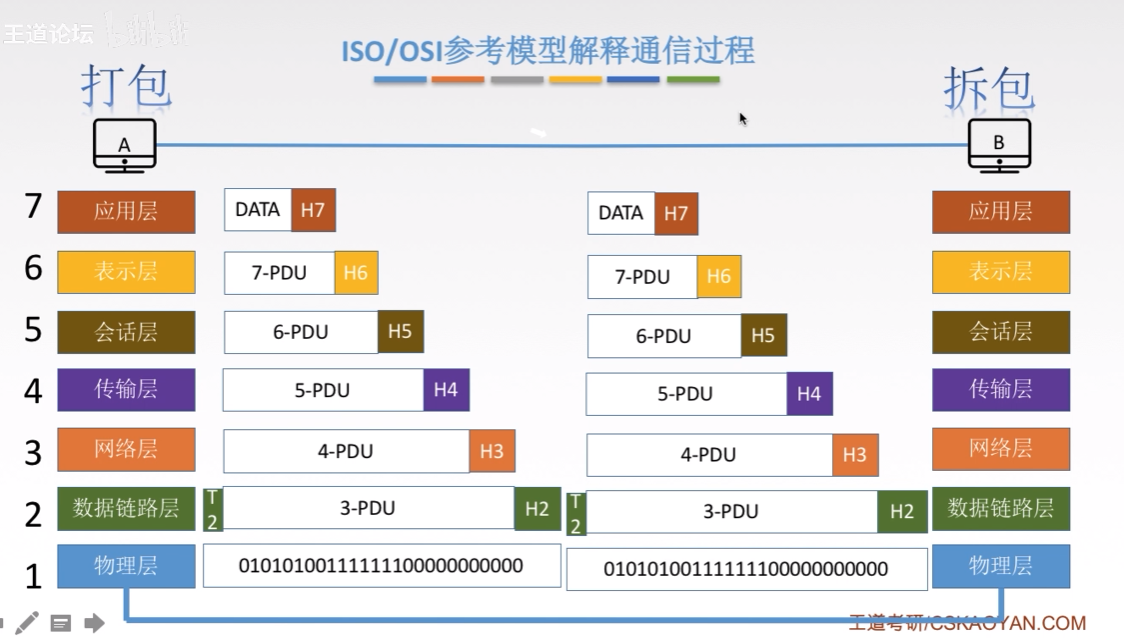 王道论坛 bilibili
ISO/OSI参考模型解释通信过程
打包 拆包
A B
7 应用层 DATA H7 DATA H7 应用层
6 表示层 7-PDU H6 7-PDU H6 表示层
5 会话层 6-PDU H5 6-PDU H5 会话层
4 传输层 5-PDU H4 5-PDU H4 传输层
3 网络层 4-PDU H3 4-PDU H3 网络层
2 数据链路层 T2 3-PDU H2 T2 3-PDU H2 数据链路层
1 物理层 0101010011111110000000000 0101010011111110000000000 物理层
王道考研/CSKAOYAN.COM